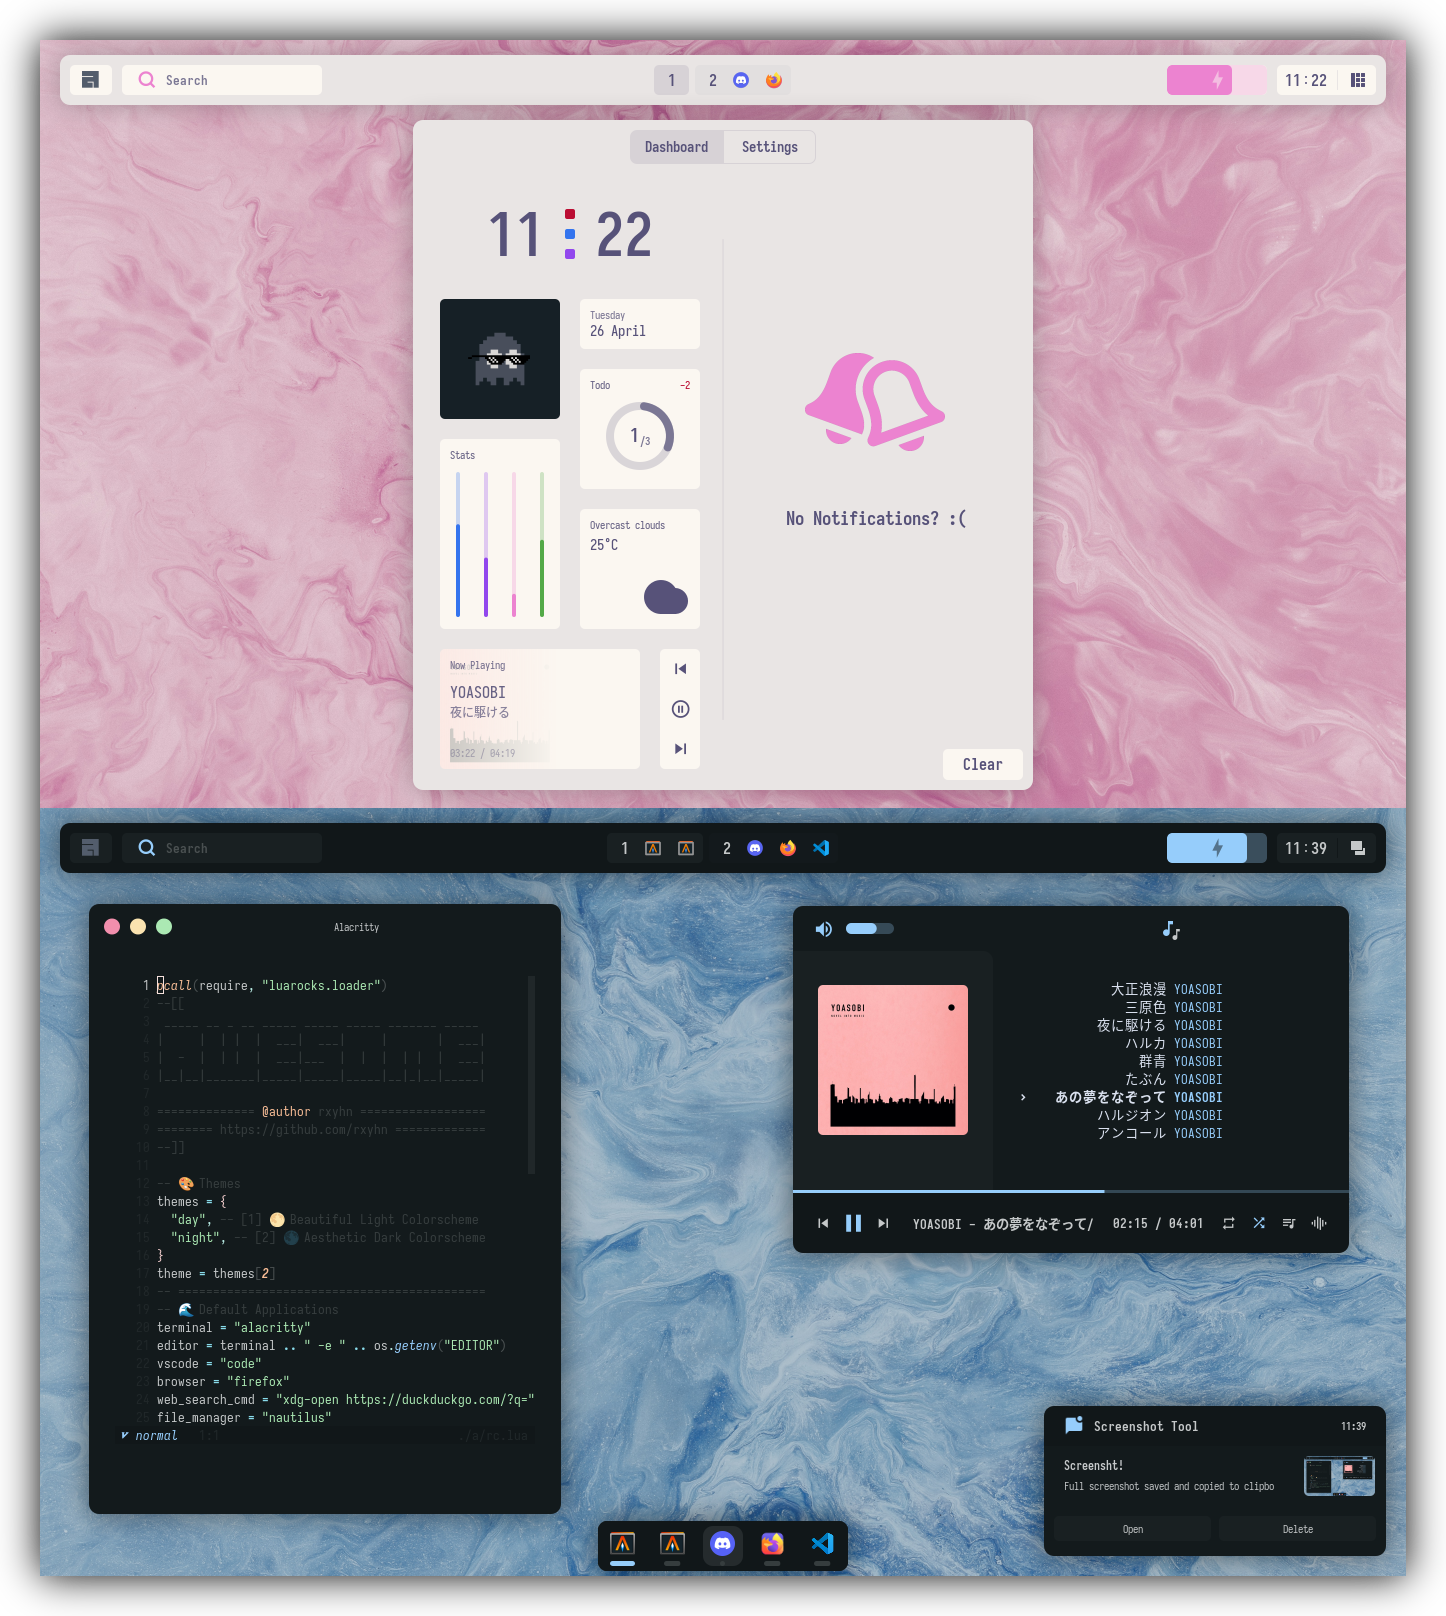 Search
1
2
11:22
Dashboard
Settings
11 22
Tuesday
26 April
Todo
-2
1/3
Stats
Overcast clouds
25°C
No Notifications? :(
Now Playing
YOASOBI
夜に駆ける
03:22 / 04:19
Clear
Search
1
2
11:39
Alacritty
1 pcall(require, "luarocks.loader")
2 --[[
3
4
5
6
7
8 ============== @author rxyhn ==================
9 ======== https://github.com/rxyhn =============
10 --]]
11
12 -- 🎨 Themes
13 themes = {
14 "day", -- [1] 🌕 Beautiful Light Colorscheme
15 "night", -- [2] 🌑 Aesthetic Dark Colorscheme
16 }
17 theme = themes[2]
18 -- ============================================
19 -- 🌊 Default Applications
20 terminal = "alacritty"
21 editor = terminal .. " -e " .. os.getenv("EDITOR")
22 vscode = "code"
23 browser = "firefox"
24 web_search_cmd = "xdg-open https://duckduckgo.com/?q="
25 file_manager = "nautilus"
normal 1:1 ./a/rc.lua
YOASOBI
大正浪漫 YOASOBI
三原色 YOASOBI
夜に駆ける YOASOBI
ハルカ YOASOBI
群青 YOASOBI
たぶん YOASOBI
› あの夢をなぞって YOASOBI
ハルジオン YOASOBI
アンコール YOASOBI
YOASOBI - あの夢をなぞって/
02:15 / 04:01
Screenshot Tool
11:39
Screensht!
Full screenshot saved and copied to clipbo
Open
Delete